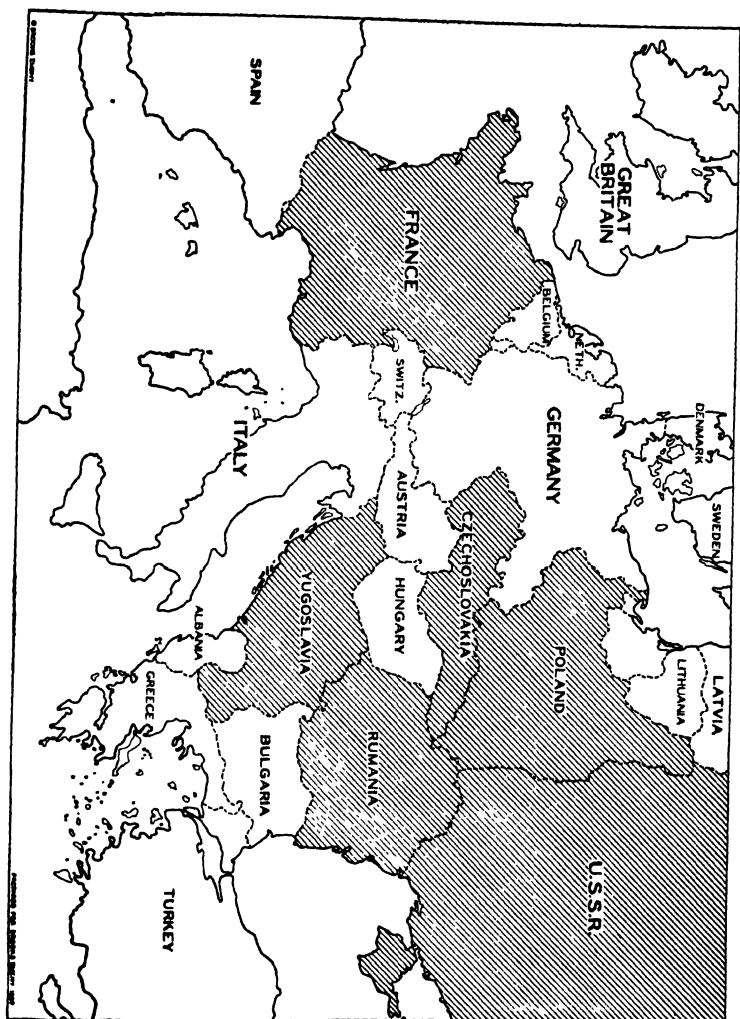 GREAT
BRITAIN
DENMARK
SWEDEN
LATVIA
LITHUANIA
NETH.
BELGIUM
GERMANY
POLAND
U.S.S.R.
FRANCE
CZECHOSLOVAKIA
SWITZ.
AUSTRIA
HUNGARY
RUMANIA
SPAIN
ITALY
YUGOSLAVIA
BULGARIA
ALBANIA
GREECE
TURKEY